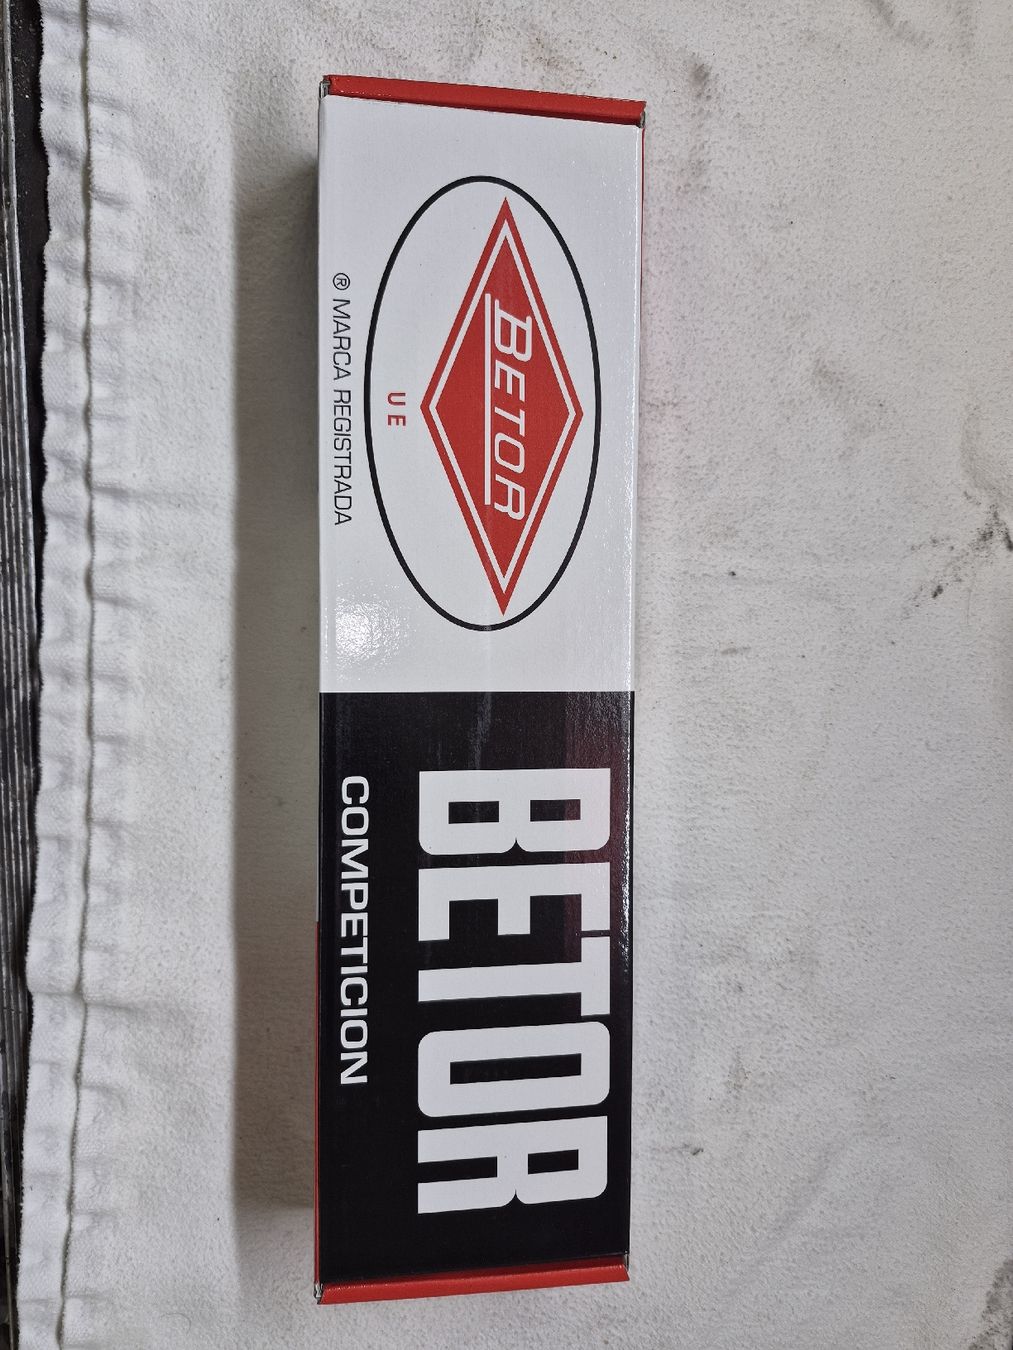 BETOR
UE
® MARCA REGISTRADA
BETOR
COMPETICION